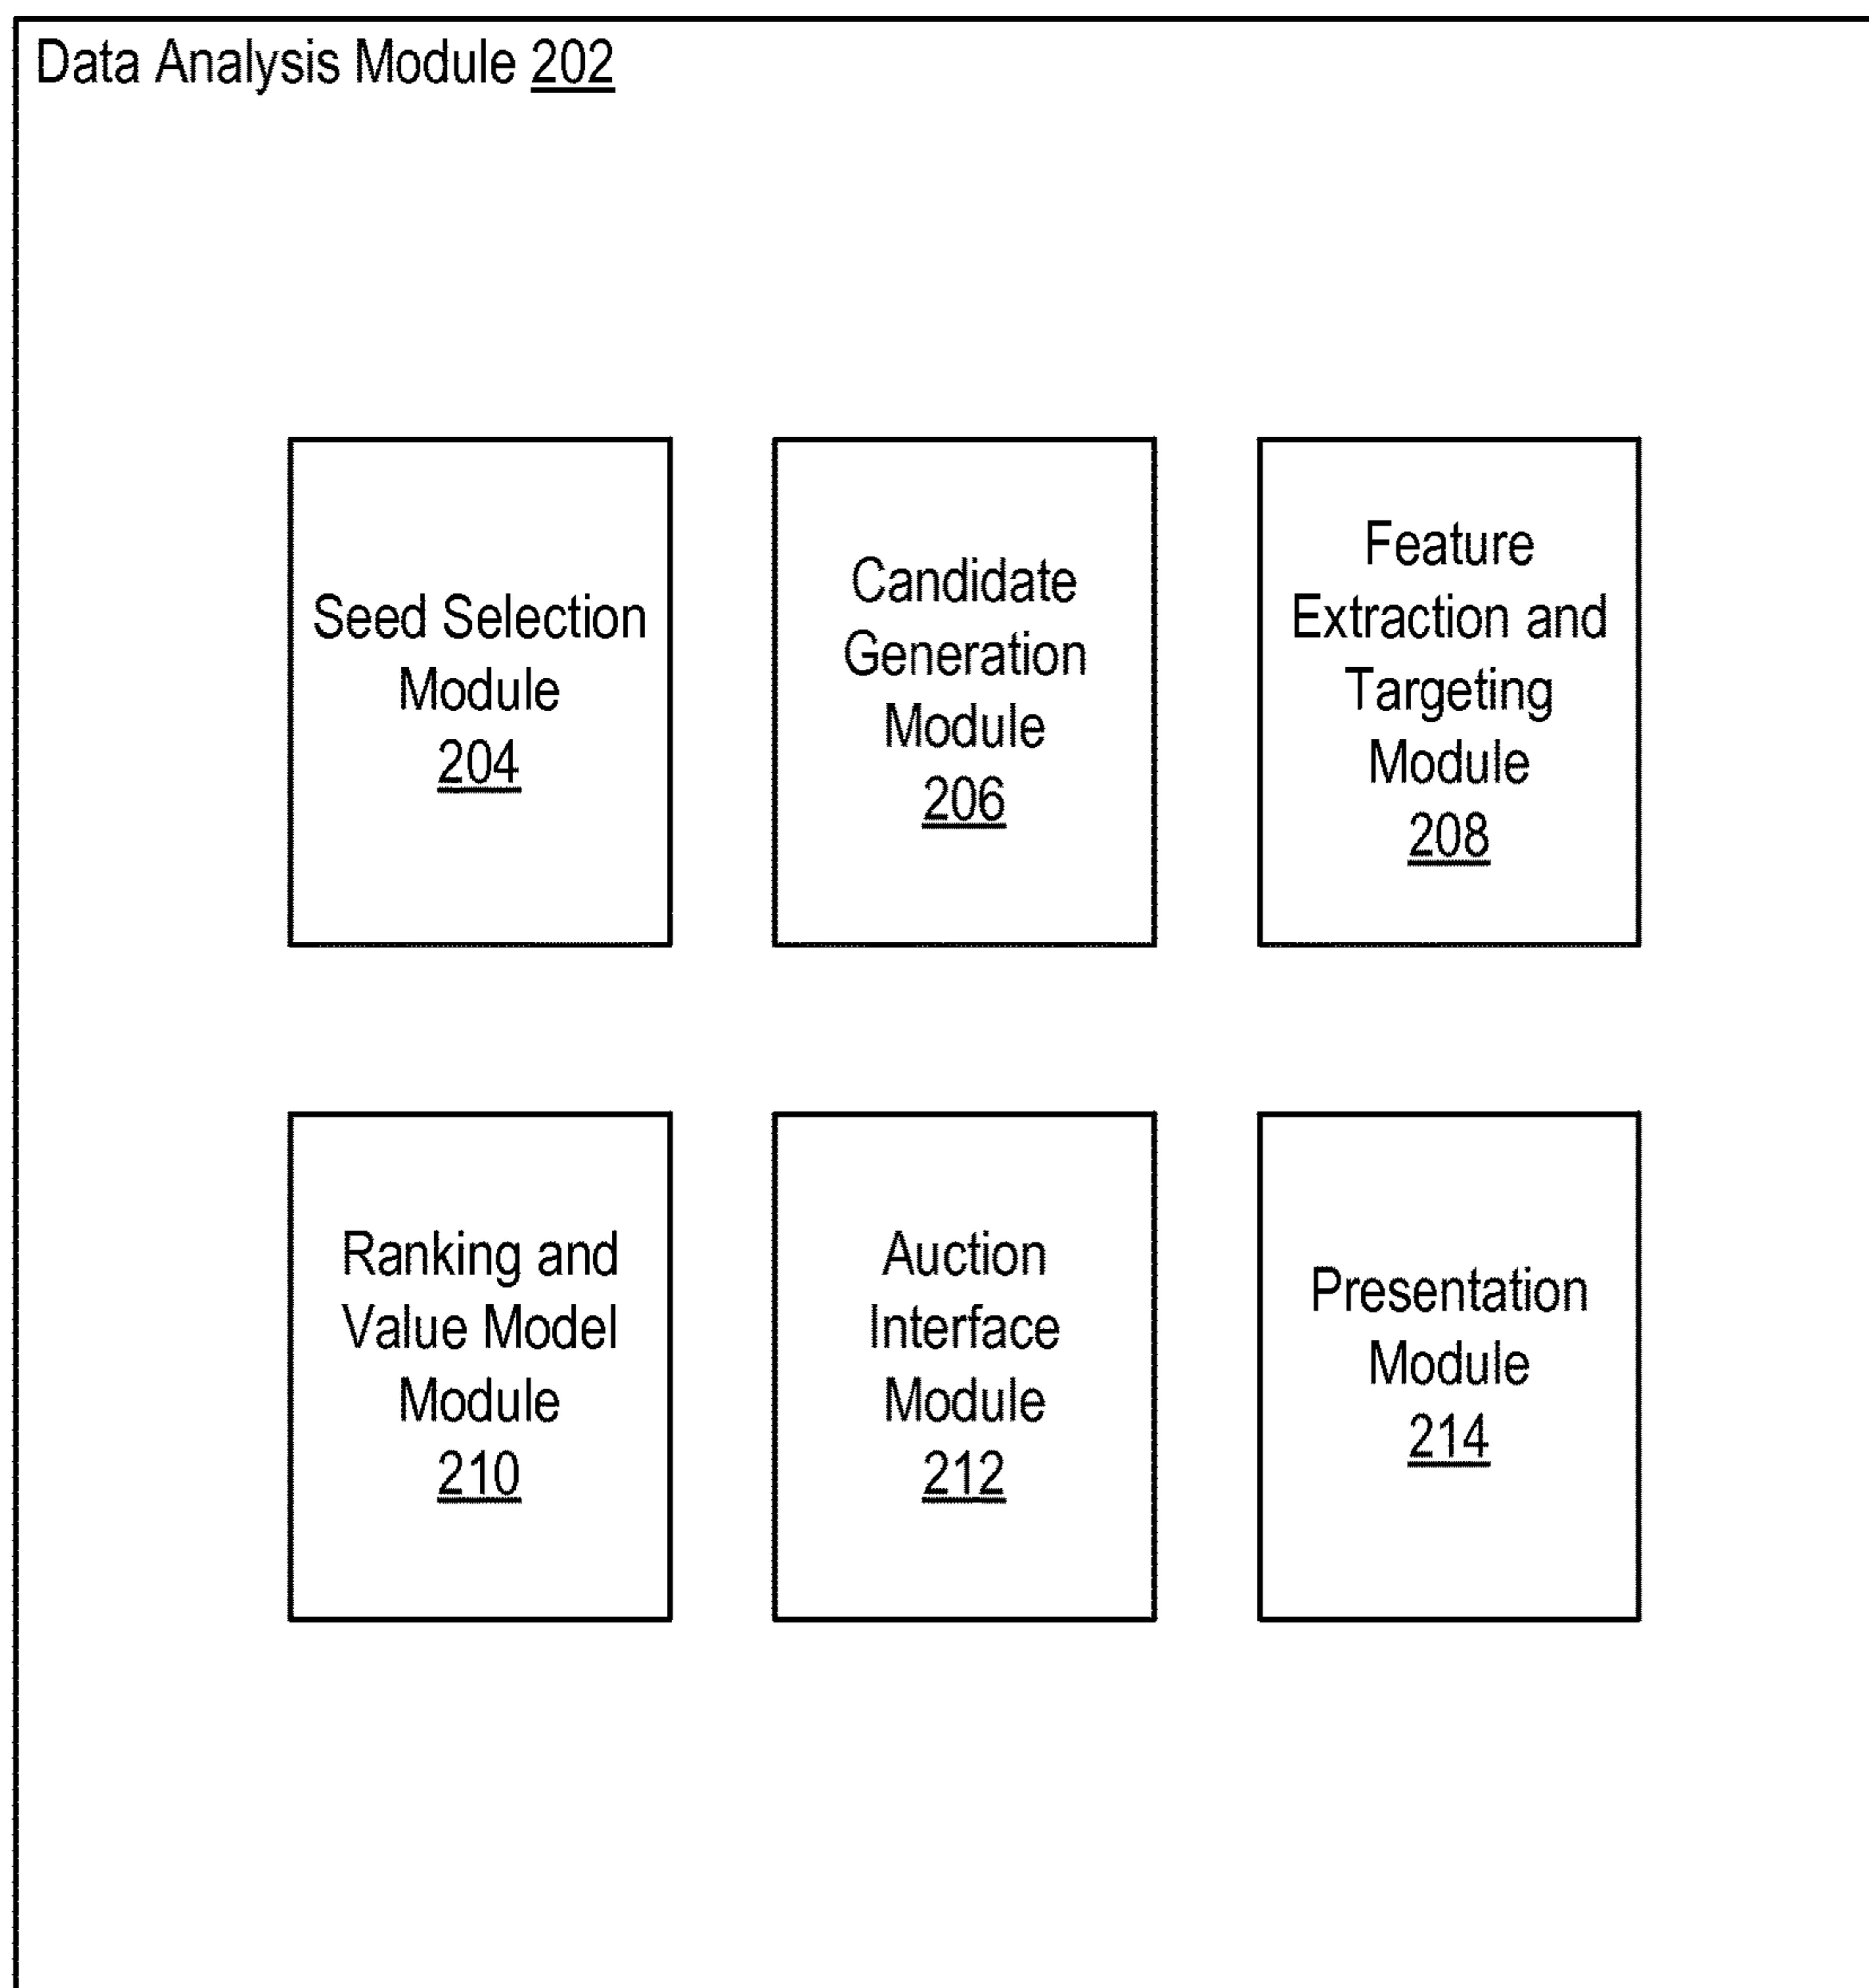 Data Analysis Module 202
Seed Selection
Module
204
Candidate
Generation
Module
206
Feature
Extraction and
Targeting
Module
208
Ranking and
Value Model
Module
210
Auction
Interface
Module
212
Presentation
Module
214